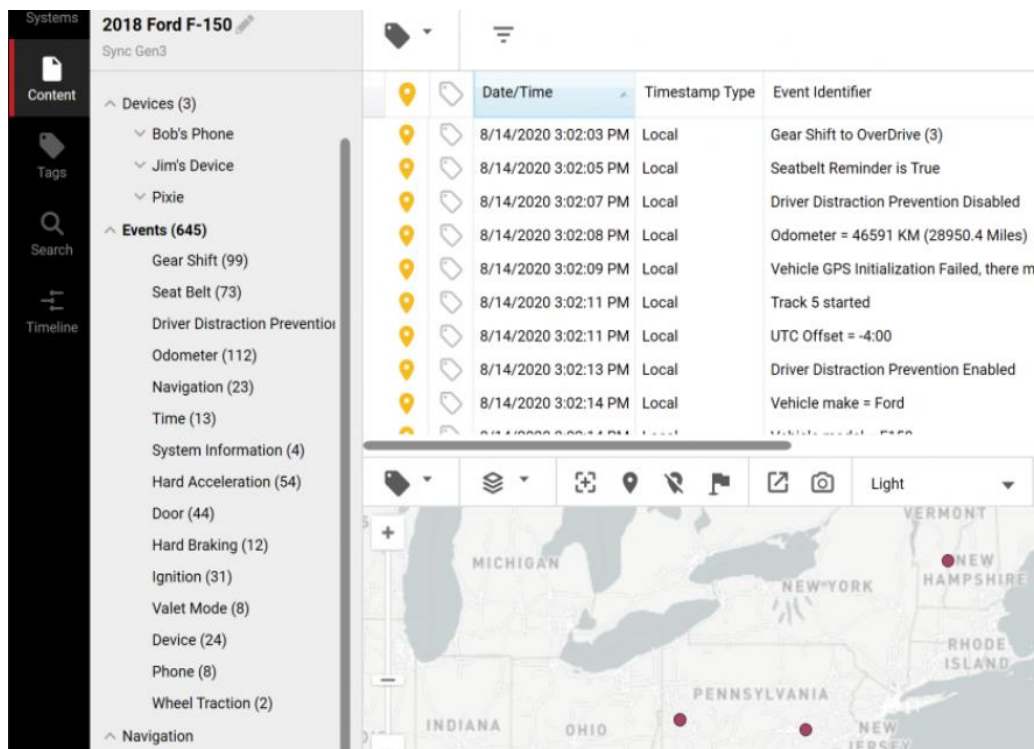 Systems
Content
Tags
Search
Timeline
2018 Ford F-150
Sync Gen3
Devices (3)
Bob's Phone
Jim's Device
Pixie
Events (645)
Gear Shift (99)
Seat Belt (73)
Driver Distraction Prevention
Odometer (112)
Navigation (23)
Time (13)
System Information (4)
Hard Acceleration (54)
Door (44)
Hard Braking (12)
Ignition (31)
Valet Mode (8)
Device (24)
Phone (8)
Wheel Traction (2)
Navigation
Date/Time Timestamp Type Event Identifier
8/14/2020 3:02:03 PM Local Gear Shift to OverDrive (3)
8/14/2020 3:02:05 PM Local Seatbelt Reminder is True
8/14/2020 3:02:07 PM Local Driver Distraction Prevention Disabled
8/14/2020 3:02:08 PM Local Odometer = 46591 KM (28950.4 Miles)
8/14/2020 3:02:09 PM Local Vehicle GPS Initialization Failed, there m
8/14/2020 3:02:11 PM Local Track 5 started
8/14/2020 3:02:11 PM Local UTC Offset = -4:00
8/14/2020 3:02:13 PM Local Driver Distraction Prevention Enabled
8/14/2020 3:02:14 PM Local Vehicle make = Ford
Light
VERMONT
MICHIGAN
NEW
HAMPSHIRE
NEW YORK
RHODE
ISLAND
PENNSYLVANIA
INDIANA
OHIO
NEW
JERSEY